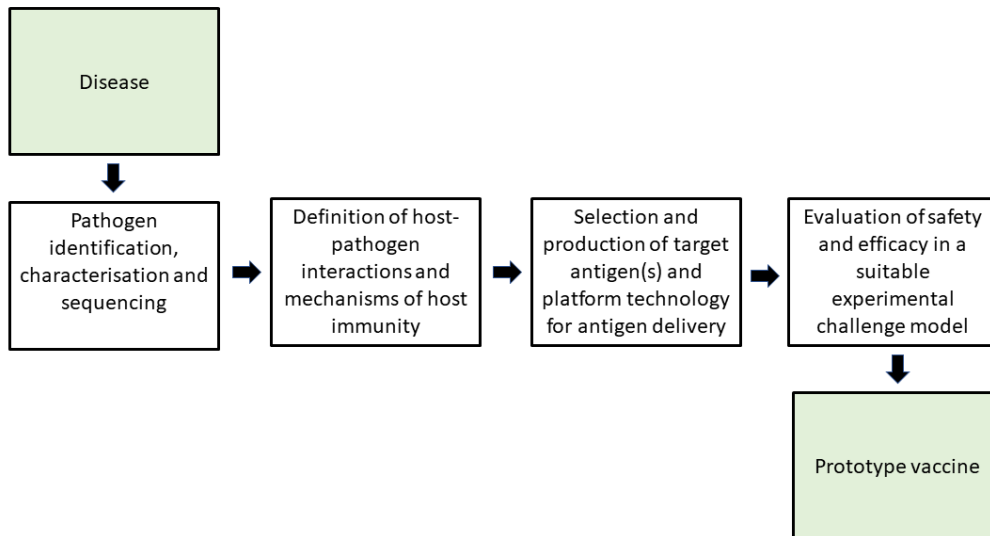 Disease
Pathogen
identification,
characterisation and
sequencing
Definition of host-
pathogen
interactions and
mechanisms of host
immunity
Selection and
production of target
antigen(s) and
platform technology
for antigen delivery
Evaluation of safety
and efficacy in a
suitable
experimental
challenge model
Prototype vaccine